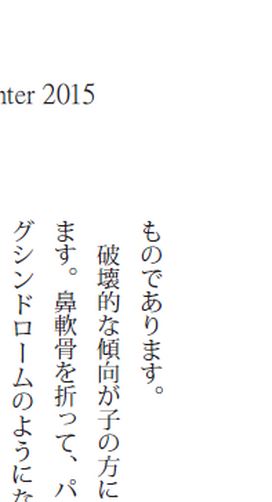 nter 2015
ものであります。
破壊的な傾向が子の方に
ます。鼻軟骨を折って、パ
グシンドロームのようにな